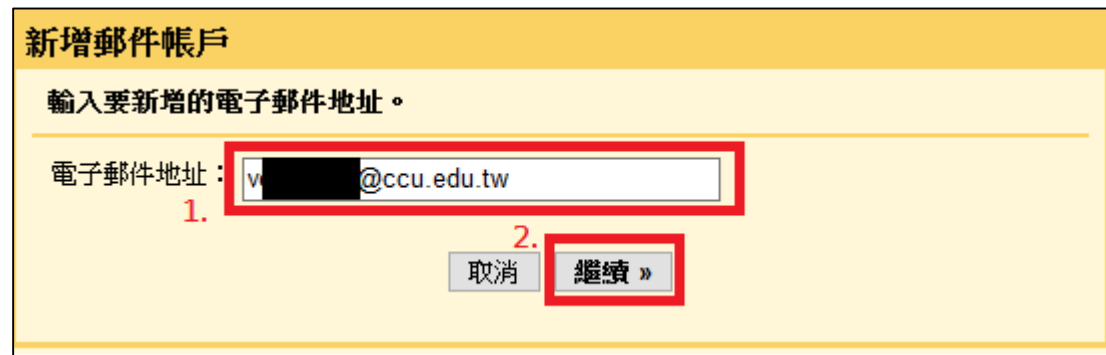 新增郵件帳戶
輸入要新增的電子郵件地址。
電子郵件地址：@ccu.edu.tw
1.
2.
取消 繼續 »